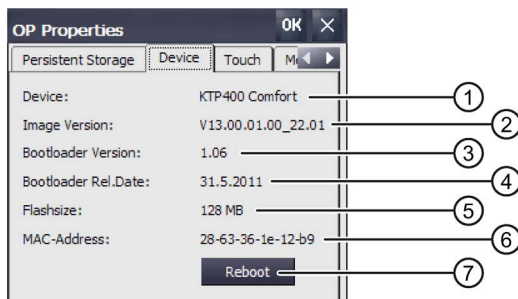 OP Properties OK ×
Persistent Storage Device Touch
Device: KTP400 Comfort 1
Image Version: V13.00.01.00_22.01 2
Bootloader Version: 1.06 3
Bootloader Rel.Date: 31.5.2011 4
Flashsize: 128 MB 5
MAC-Address: 28-63-36-1e-12-b9 6
Reboot 7